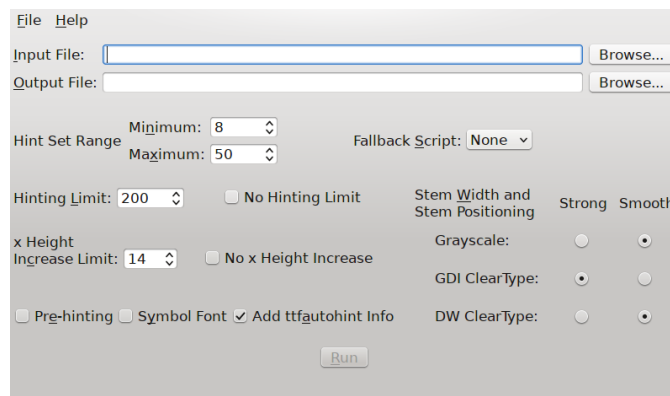 File Help
Input File: Browse...
Output File: Browse...
Hint Set Range Minimum: 8 Fallback Script: None
Maximum: 50
Hinting Limit: 200 No Hinting Limit Stem Width and
Stem Positioning Strong Smooth
x Height
Increase Limit: 14 No x Height Increase Grayscale:
GDI ClearType:
Pre-hinting Symbol Font Add ttfautohint Info DW ClearType:
Run